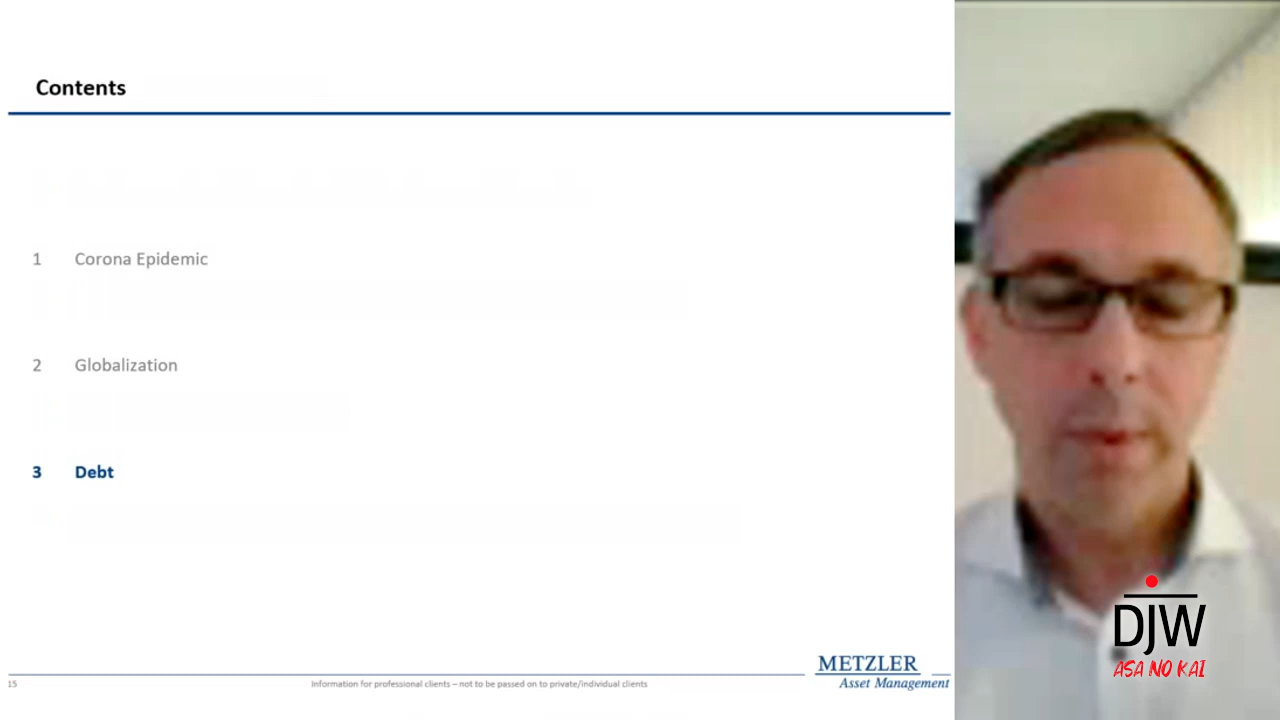 Contents
1 Corona Epidemic
2 Globalization
3 Debt
15
Information for professional clients – not to be passed on to private/individual clients
METZLER
Asset Management
DJW
ASA NO KAI